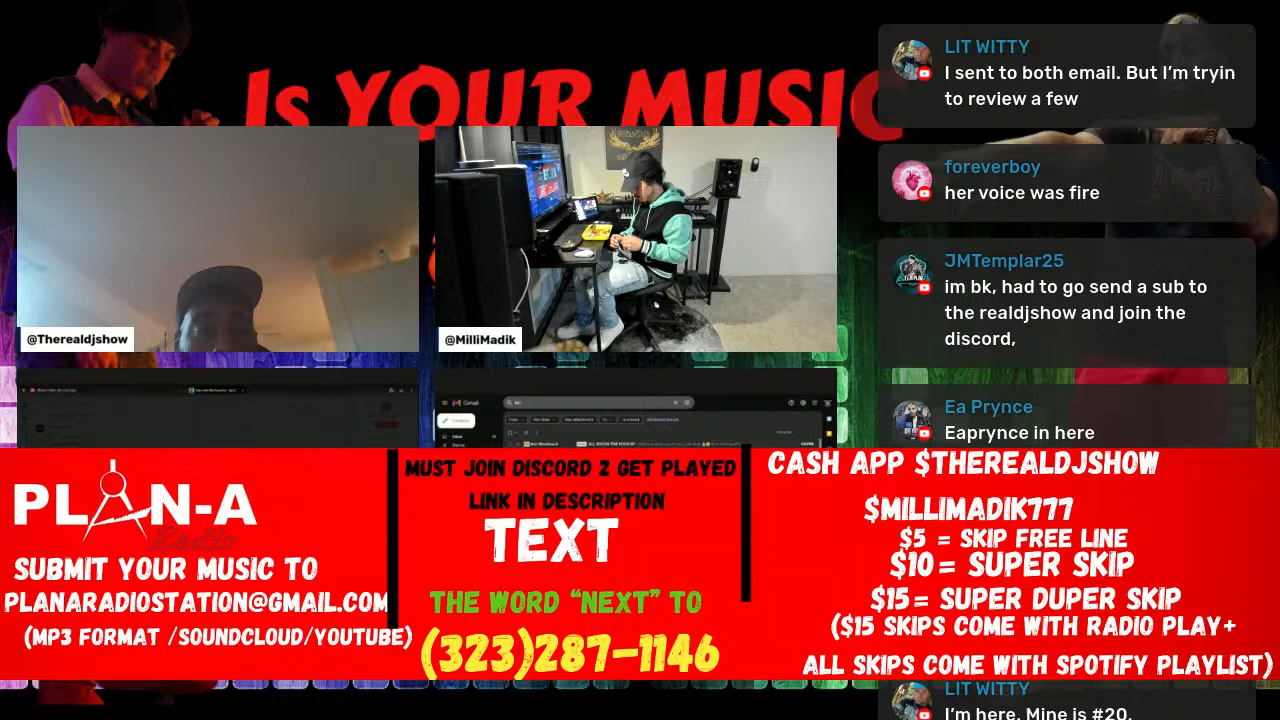 Is YOUR MUSIC
@Therealdjshow
@MilliMadik
Gmail
LIT WITTY
I sent to both email. But I'm tryin
to review a few
foreverboy
her voice was fire
JMTemplar25
im bk, had to go send a sub to
the realdjshow and join the
discord,
Ea Prynce
Eaprynce in here
PLAN-A
Radio
SUBMIT YOUR MUSIC TO
PLANARADIOSTATION@GMAIL.COM
(MP3 FORMAT /SOUNDCLOUD/YOUTUBE)
MUST JOIN DISCORD 2 GET PLAYED
LINK IN DESCRIPTION
TEXT
THE WORD “NEXT” TO
(323)287-1146
CASH APP $THEREALDJSHOW
$MILLIMADIK777
$5 = SKIP FREE LINE
$10= SUPER SKIP
$15= SUPER DUPER SKIP
($15 SKIPS COME WITH RADIO PLAY+
ALL SKIPS COME WITH SPOTIFY PLAYLIST)
LIT WITTY
I'm here. Mine is #20.